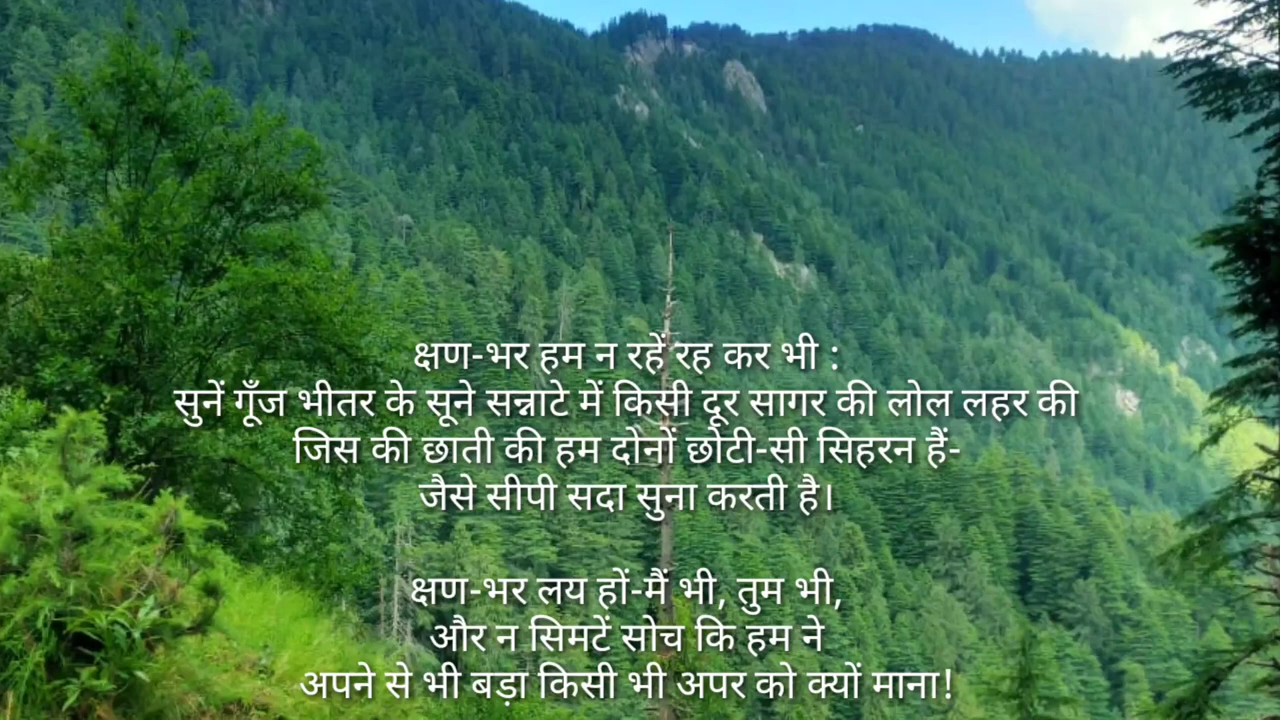 क्षण-भर हम न रहें रह कर भी :
सुनें गूँज भीतर के सूने सन्नाटे में किसी दूर सागर की लोल लहर की
जिस की छाती की हम दोनों छोटी-सी सिहरन हैं-
जैसे सीपी सदा सुना करती है।
क्षण-भर लय हों-मैं भी, तुम भी,
और न सिमटें सोच कि हम ने
अपने से भी बड़ा किसी भी अपर को क्यों माना!